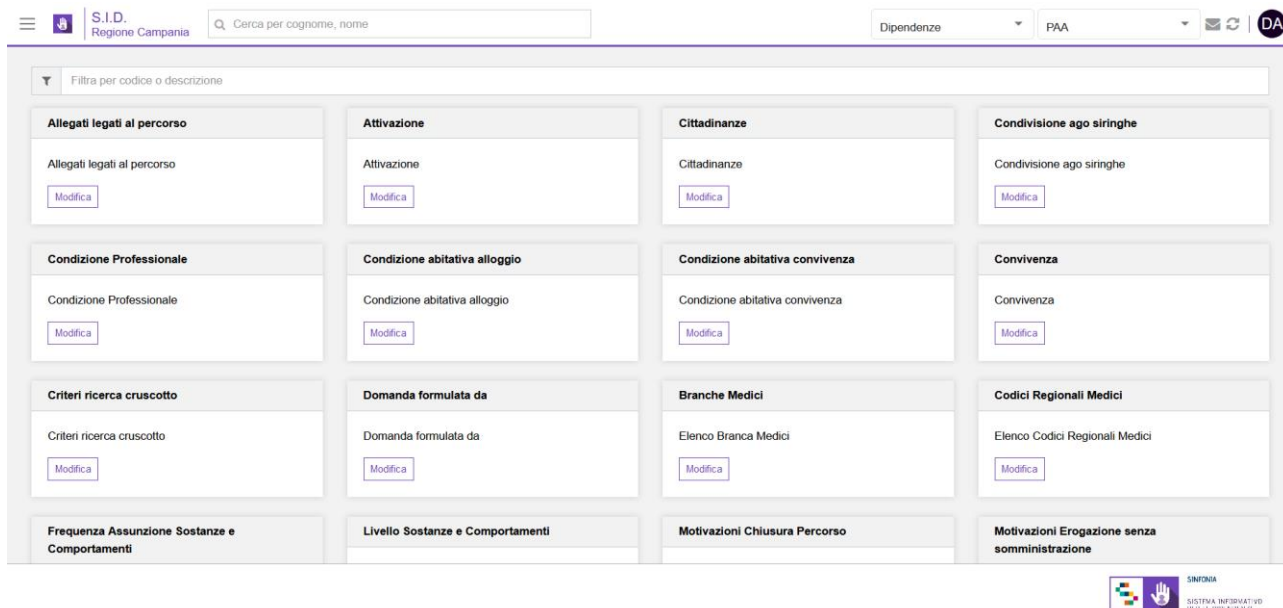 S.I.D.
Regione Campania
Cerca per cognome, nome
Dipendenze
PAA
DA
Filtra per codice o descrizione
Allegati legati al percorso
Attivazione
Cittadinanze
Condivisione ago siringhe
Allegati legati al percorso
Attivazione
Cittadinanze
Condivisione ago siringhe
Modifica
Modifica
Modifica
Modifica
Condizione Professionale
Condizione abitativa alloggio
Condizione abitativa convivenza
Convivenza
Condizione Professionale
Condizione abitativa alloggio
Condizione abitativa convivenza
Convivenza
Modifica
Modifica
Modifica
Modifica
Criteri ricerca cruscotto
Domanda formulata da
Branche Medici
Codici Regionali Medici
Criteri ricerca cruscotto
Domanda formulata da
Elenco Branca Medici
Elenco Codici Regionali Medici
Modifica
Modifica
Modifica
Modifica
Frequenza Assunzione Sostanze e
Comportamenti
Livello Sostanze e Comportamenti
Motivazioni Chiusura Percorso
Motivazioni Erogazione senza
somministrazione
SINFONIA
SISTEMA INFORMATIVO